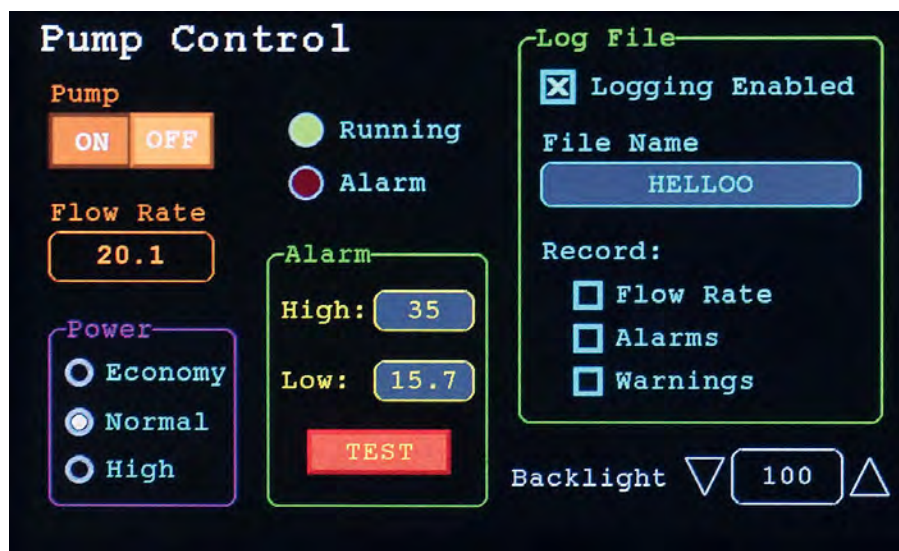 Pump Control
Pump
ON OFF
Running
Alarm
Flow Rate
20.1
Power
Economy
Normal
High
Alarm
High: 35
Low: 15.7
TEST
Log File
Logging Enabled
File Name
HELLOO
Record:
Flow Rate
Alarms
Warnings
Backlight 100